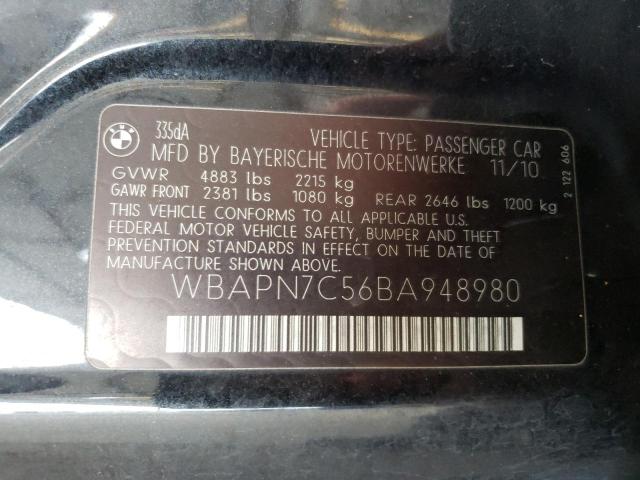 BMW
335dA
VEHICLE TYPE: PASSENGER CAR
MFD BY BAYERISCHE MOTORENWERKE 11/10
GVWR 4883 lbs 2215 kg
GAWR FRONT 2381 lbs 1080 kg REAR 2646 lbs 1200 kg
THIS VEHICLE CONFORMS TO ALL APPLICABLE U.S.
FEDERAL MOTOR VEHICLE SAFETY, BUMPER AND THEFT
PREVENTION STANDARDS IN EFFECT ON THE DATE
OF MANUFACTURE SHOWN ABOVE.
WBAPN7C56BA948980
2 122 606